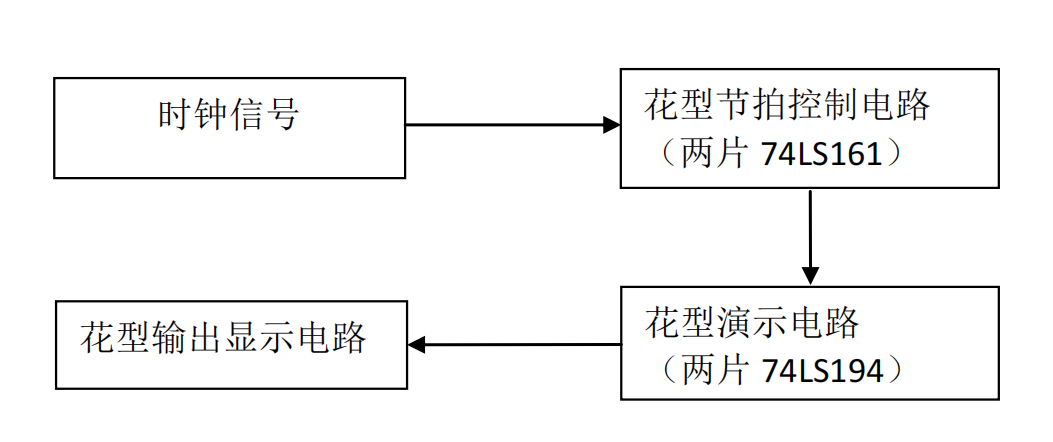 时钟信号
花型节拍控制电路
（两片 74LS161）
花型输出显示电路
花型演示电路
（两片 74LS194）